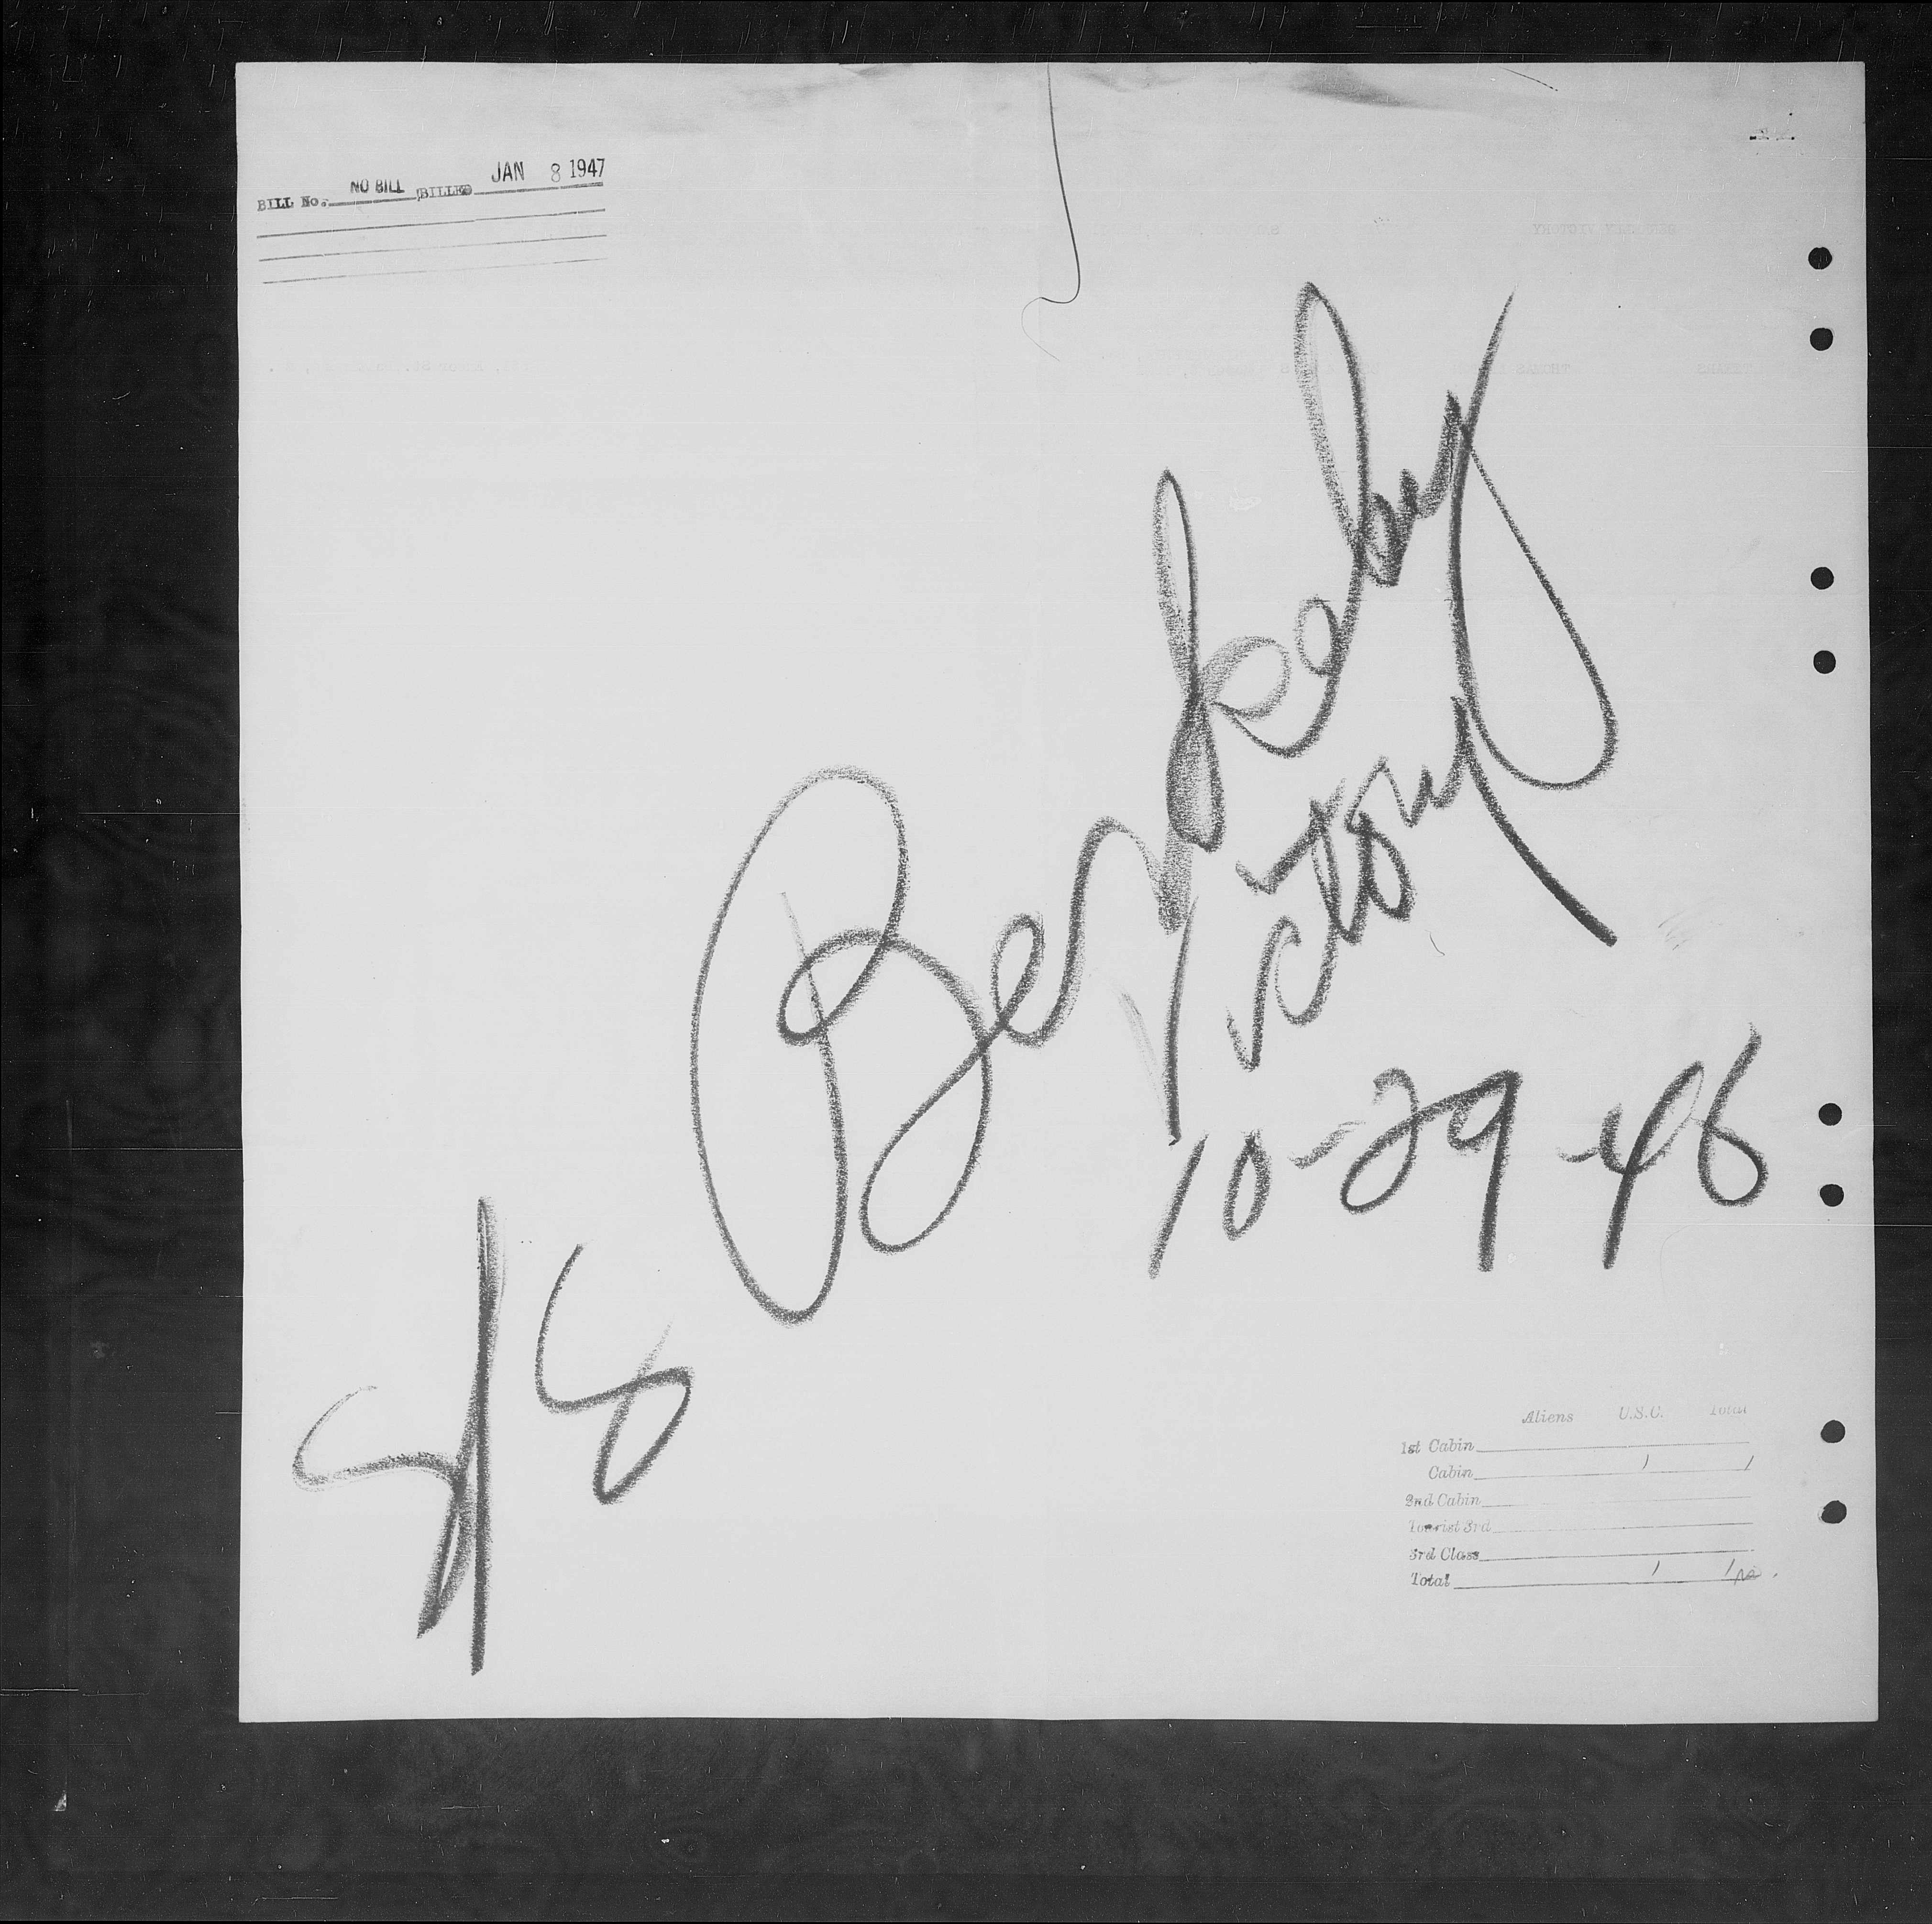 BILL No. NO BILL BILLED JAN 8 1947
S/S Berkeley
Victory
10-29-46
Aliens U.S.C. Total
1st Cabin
Cabin 1 1
2nd Cabin
Tourist 3rd
3rd Class
Total 1 1